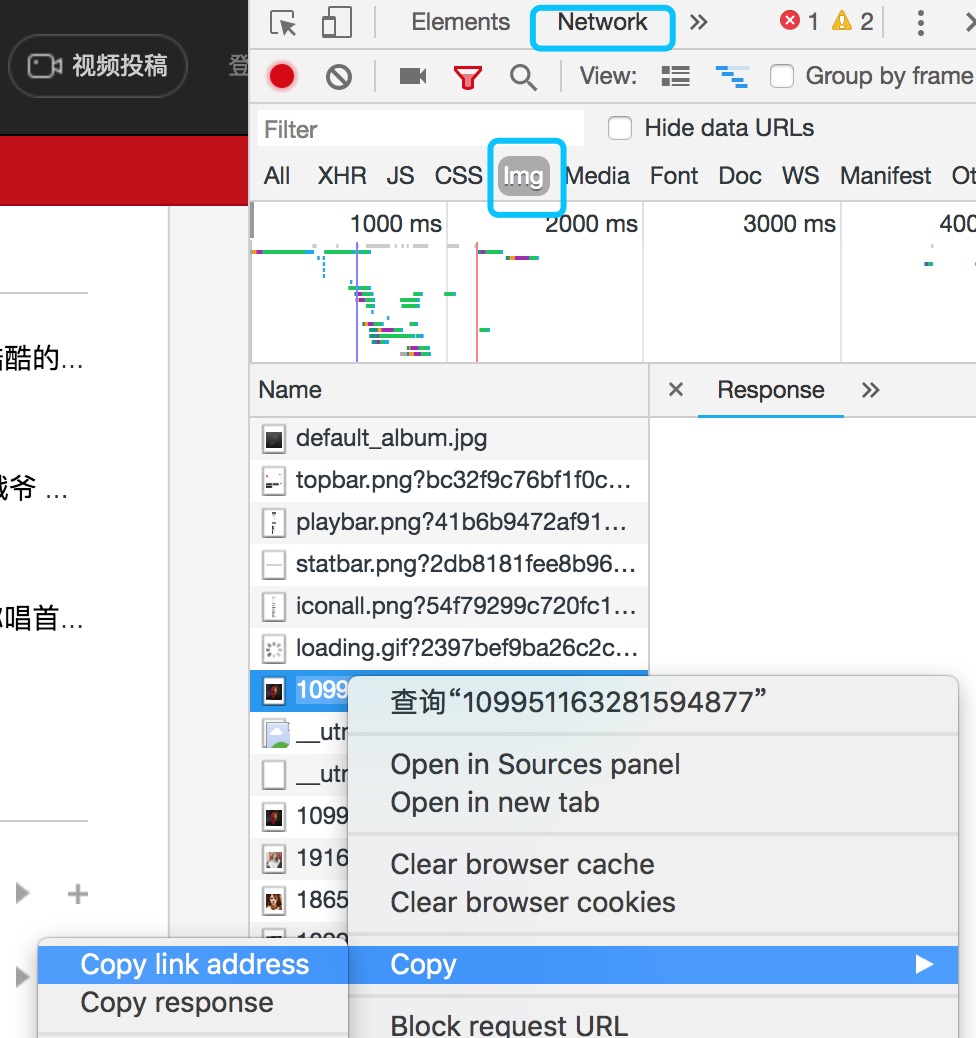 视频投稿
Elements Network 1 2
View: Group by frame
Filter Hide data URLs
All XHR JS CSS Img Media Font Doc WS Manifest Ot
1000 ms 2000 ms 3000 ms 400
Name Response
酷的...
default_album.jpg
topbar.png?bc32f9c76bf1f0c...
爷 ...
playbar.png?41b6b9472af91...
statbar.png?2db8181fee8b96...
iconall.png?54f79299c720fc1...
唱首...
loading.gif?2397bef9ba26c2c...
1099
查询“109951163281594877”
__utr
Open in Sources panel
__utr
Open in new tab
1099
1916
Clear browser cache
1865
Clear browser cookies
Copy link address
Copy
Copy response
Block request URL